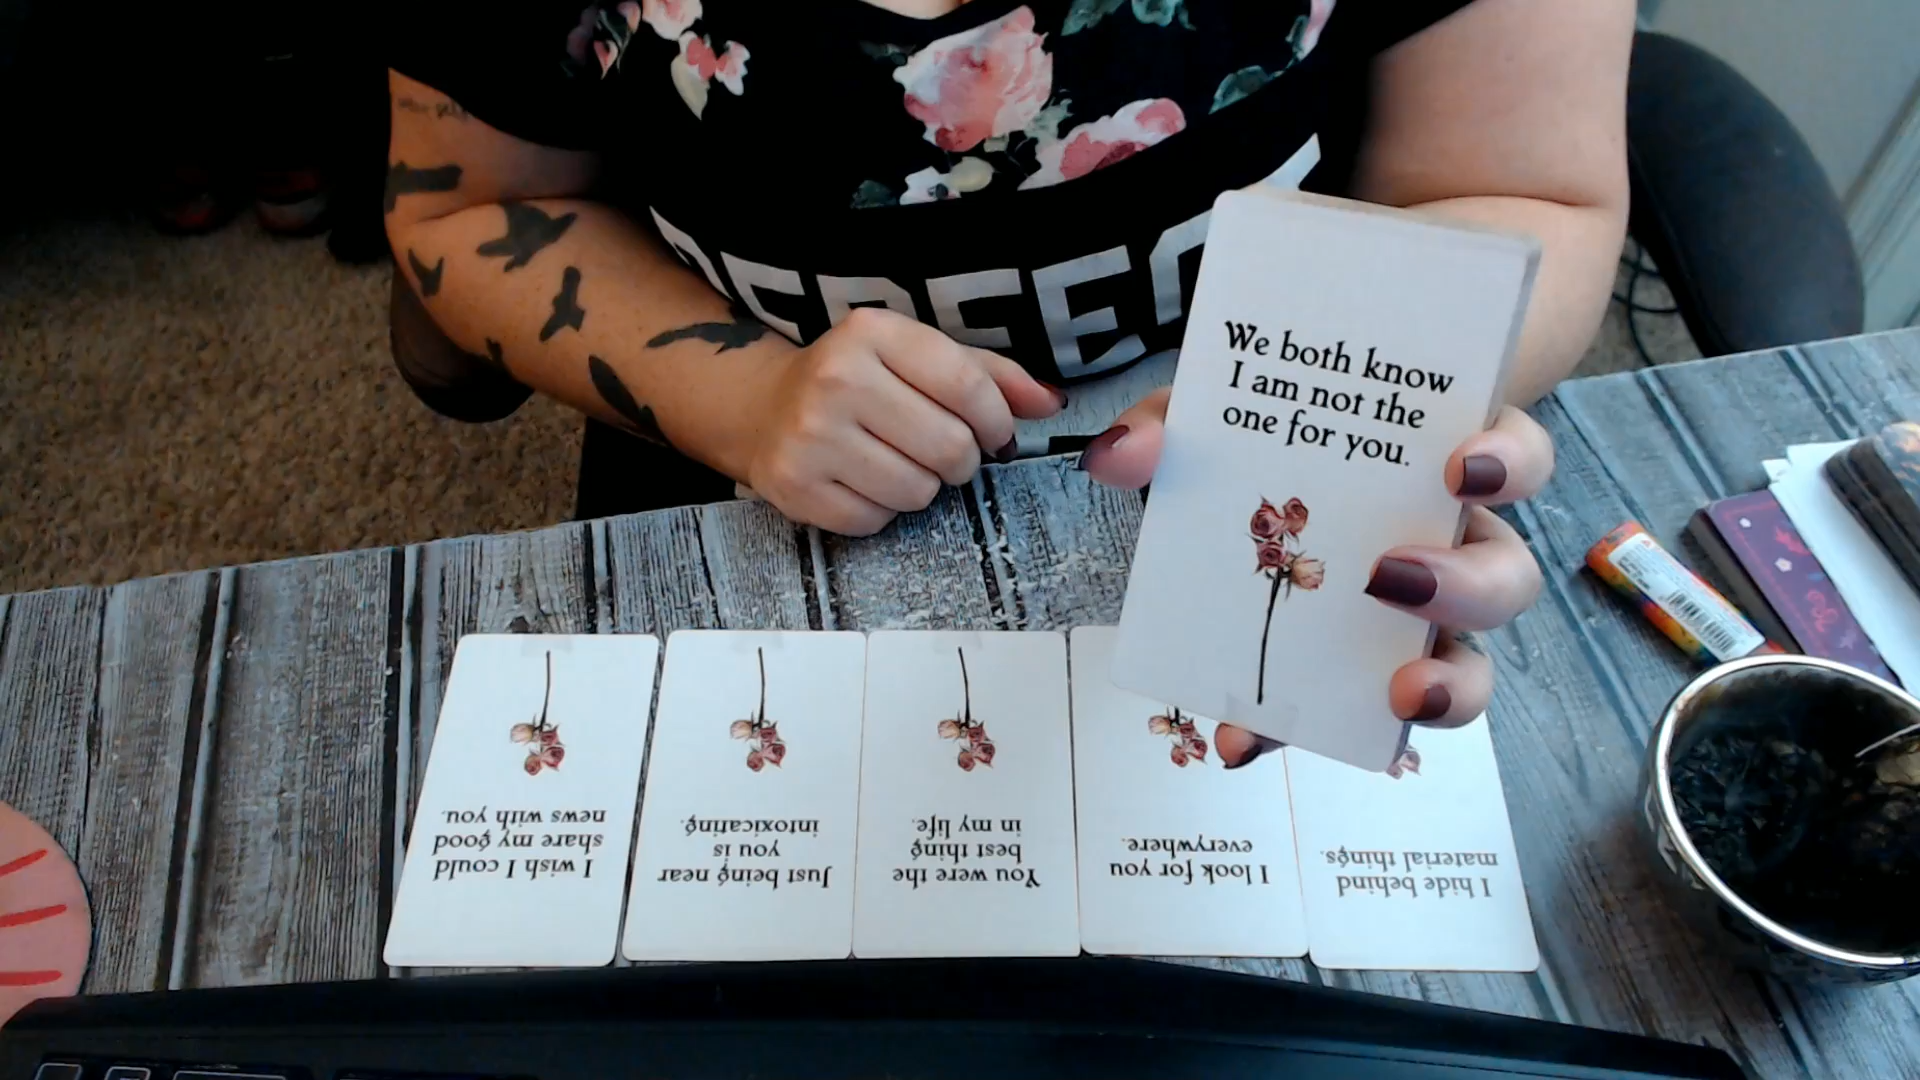 PERFEC
We both know
I am not the
one for you.
I wish I could
share my good
news with you.
Just being near
you is
intoxicating.
You were the
best thing
in my life.
I look for you
everywhere.
I hide behind
material things.